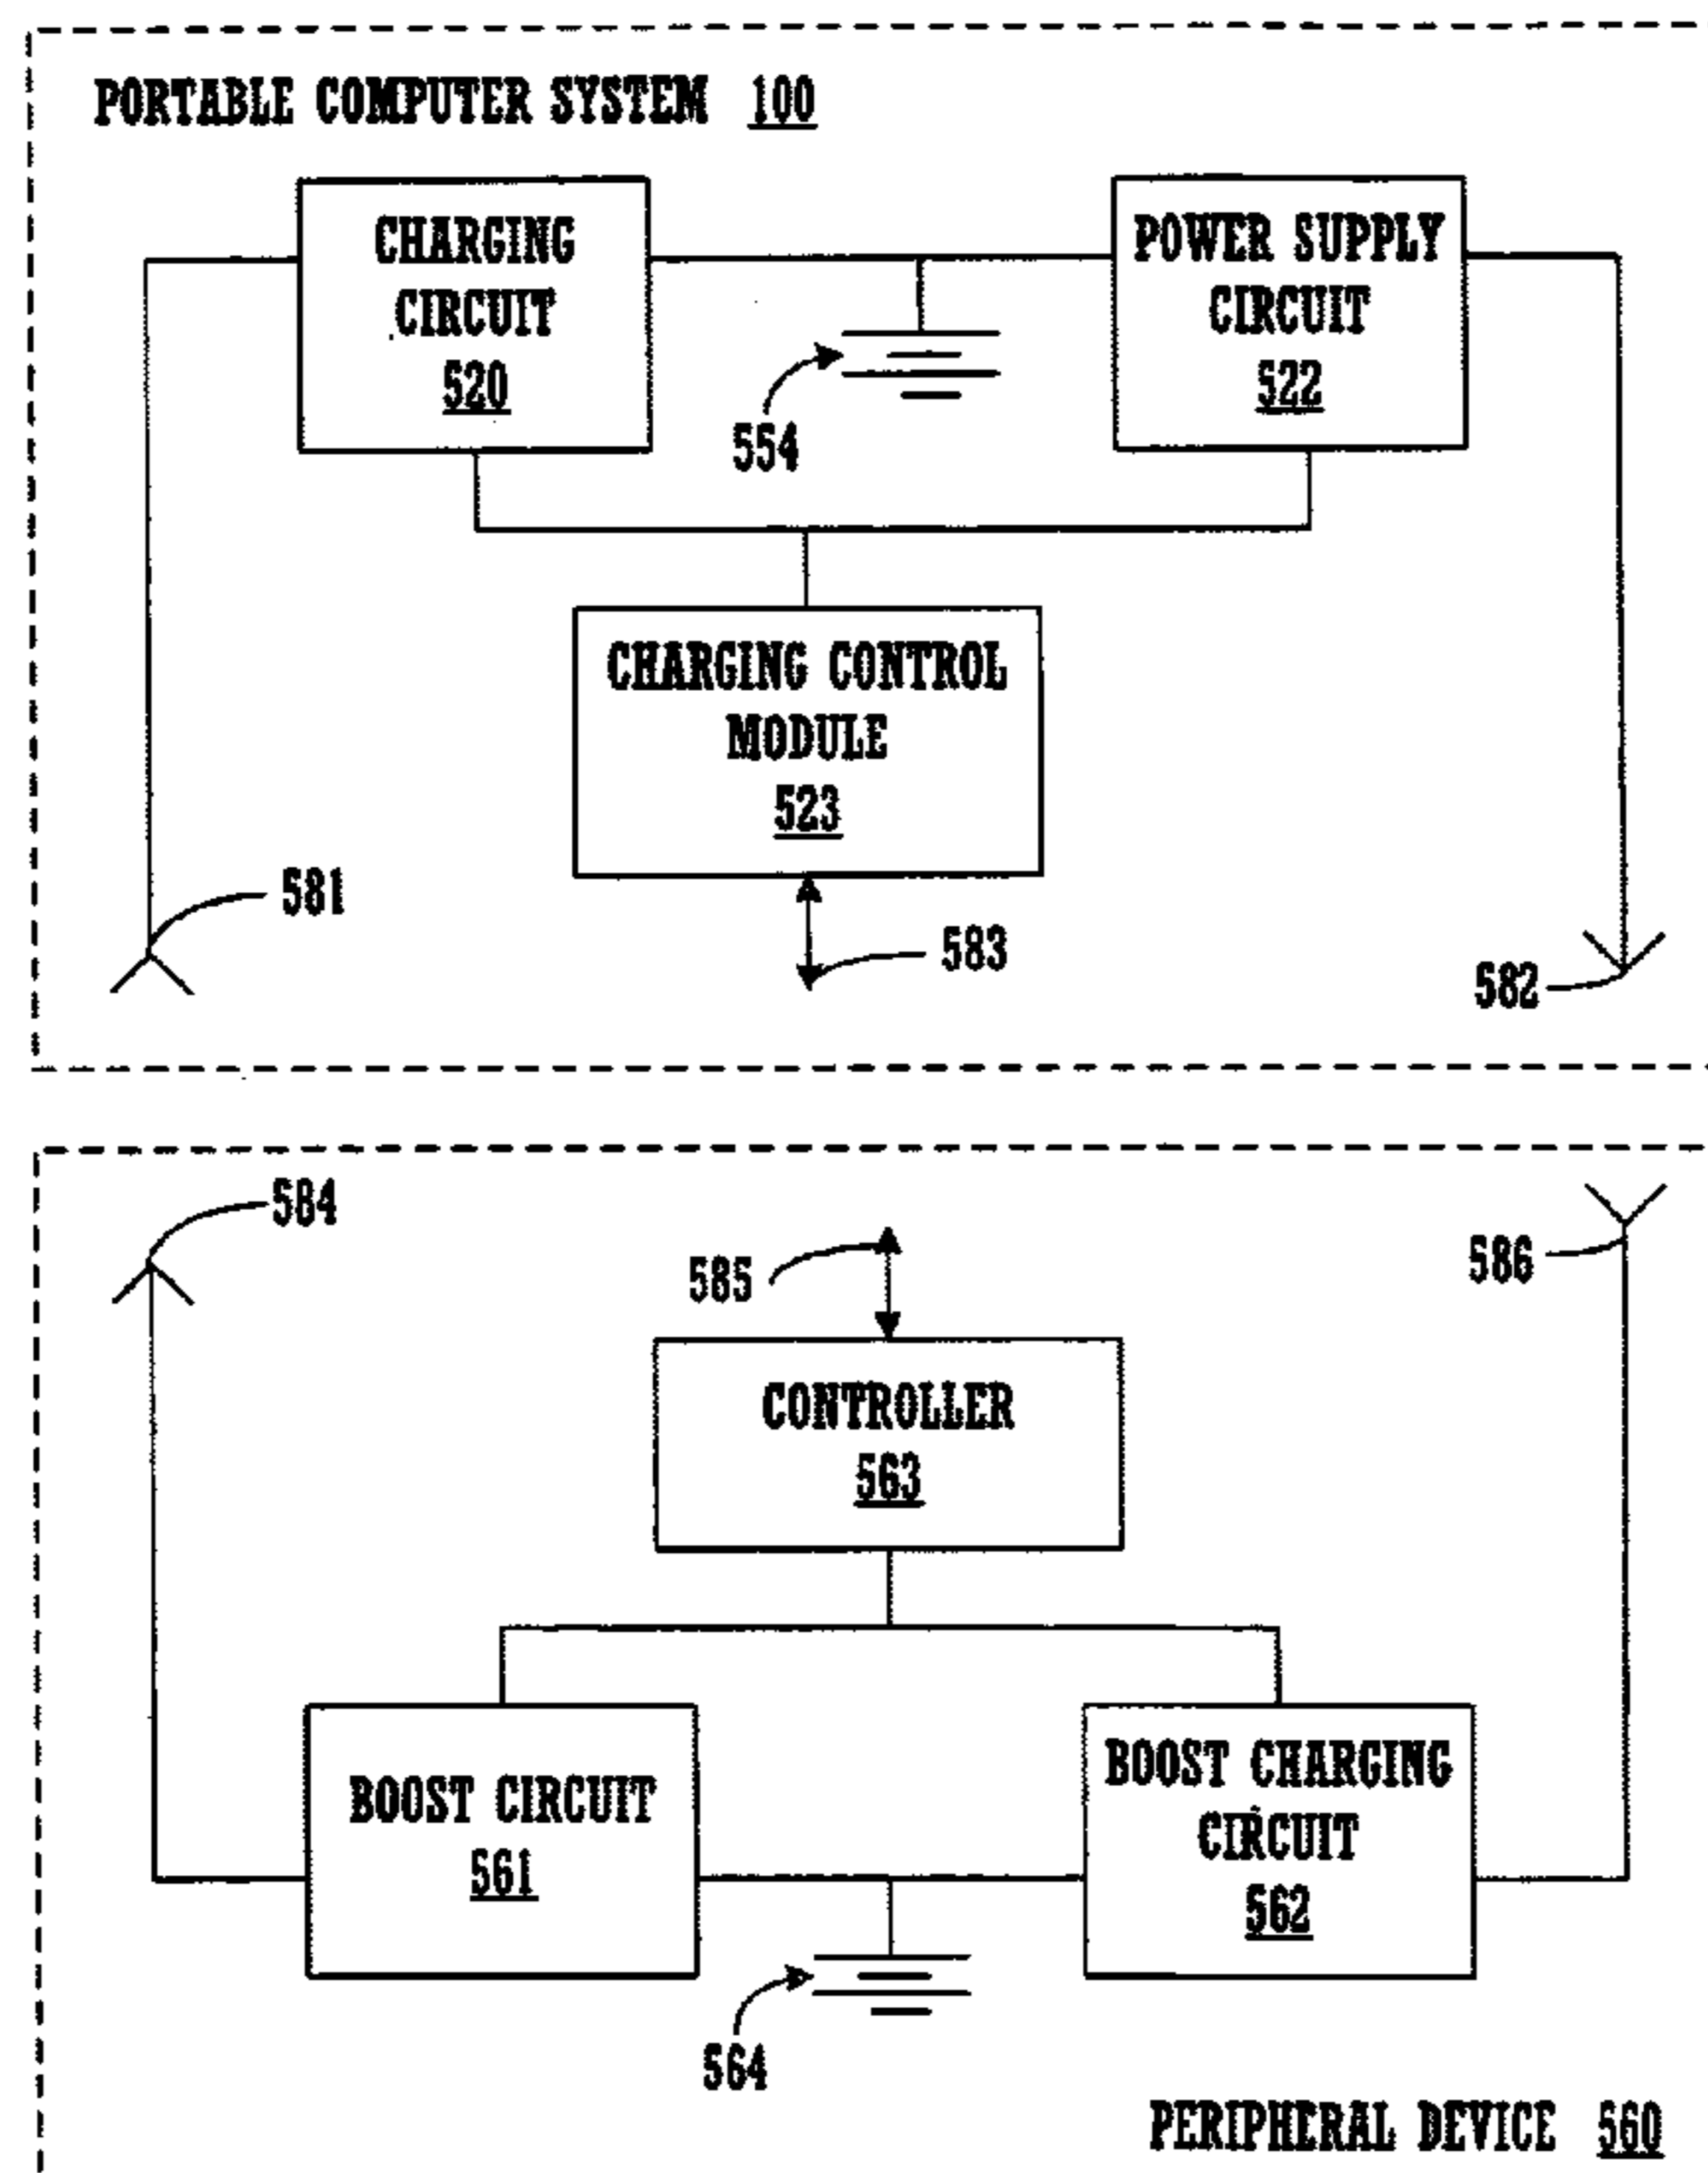 PORTABLE COMPUTER SYSTEM 100
CHARGING
CIRCUIT
520
POWER SUPPLY
CIRCUIT
522
554
CHARGING CONTROL
MODULE
523
581
583
582
584
585
586
CONTROLLER
563
BOOST CIRCUIT
561
BOOST CHARGING
CIRCUIT
562
564
PERIPHERAL DEVICE 560